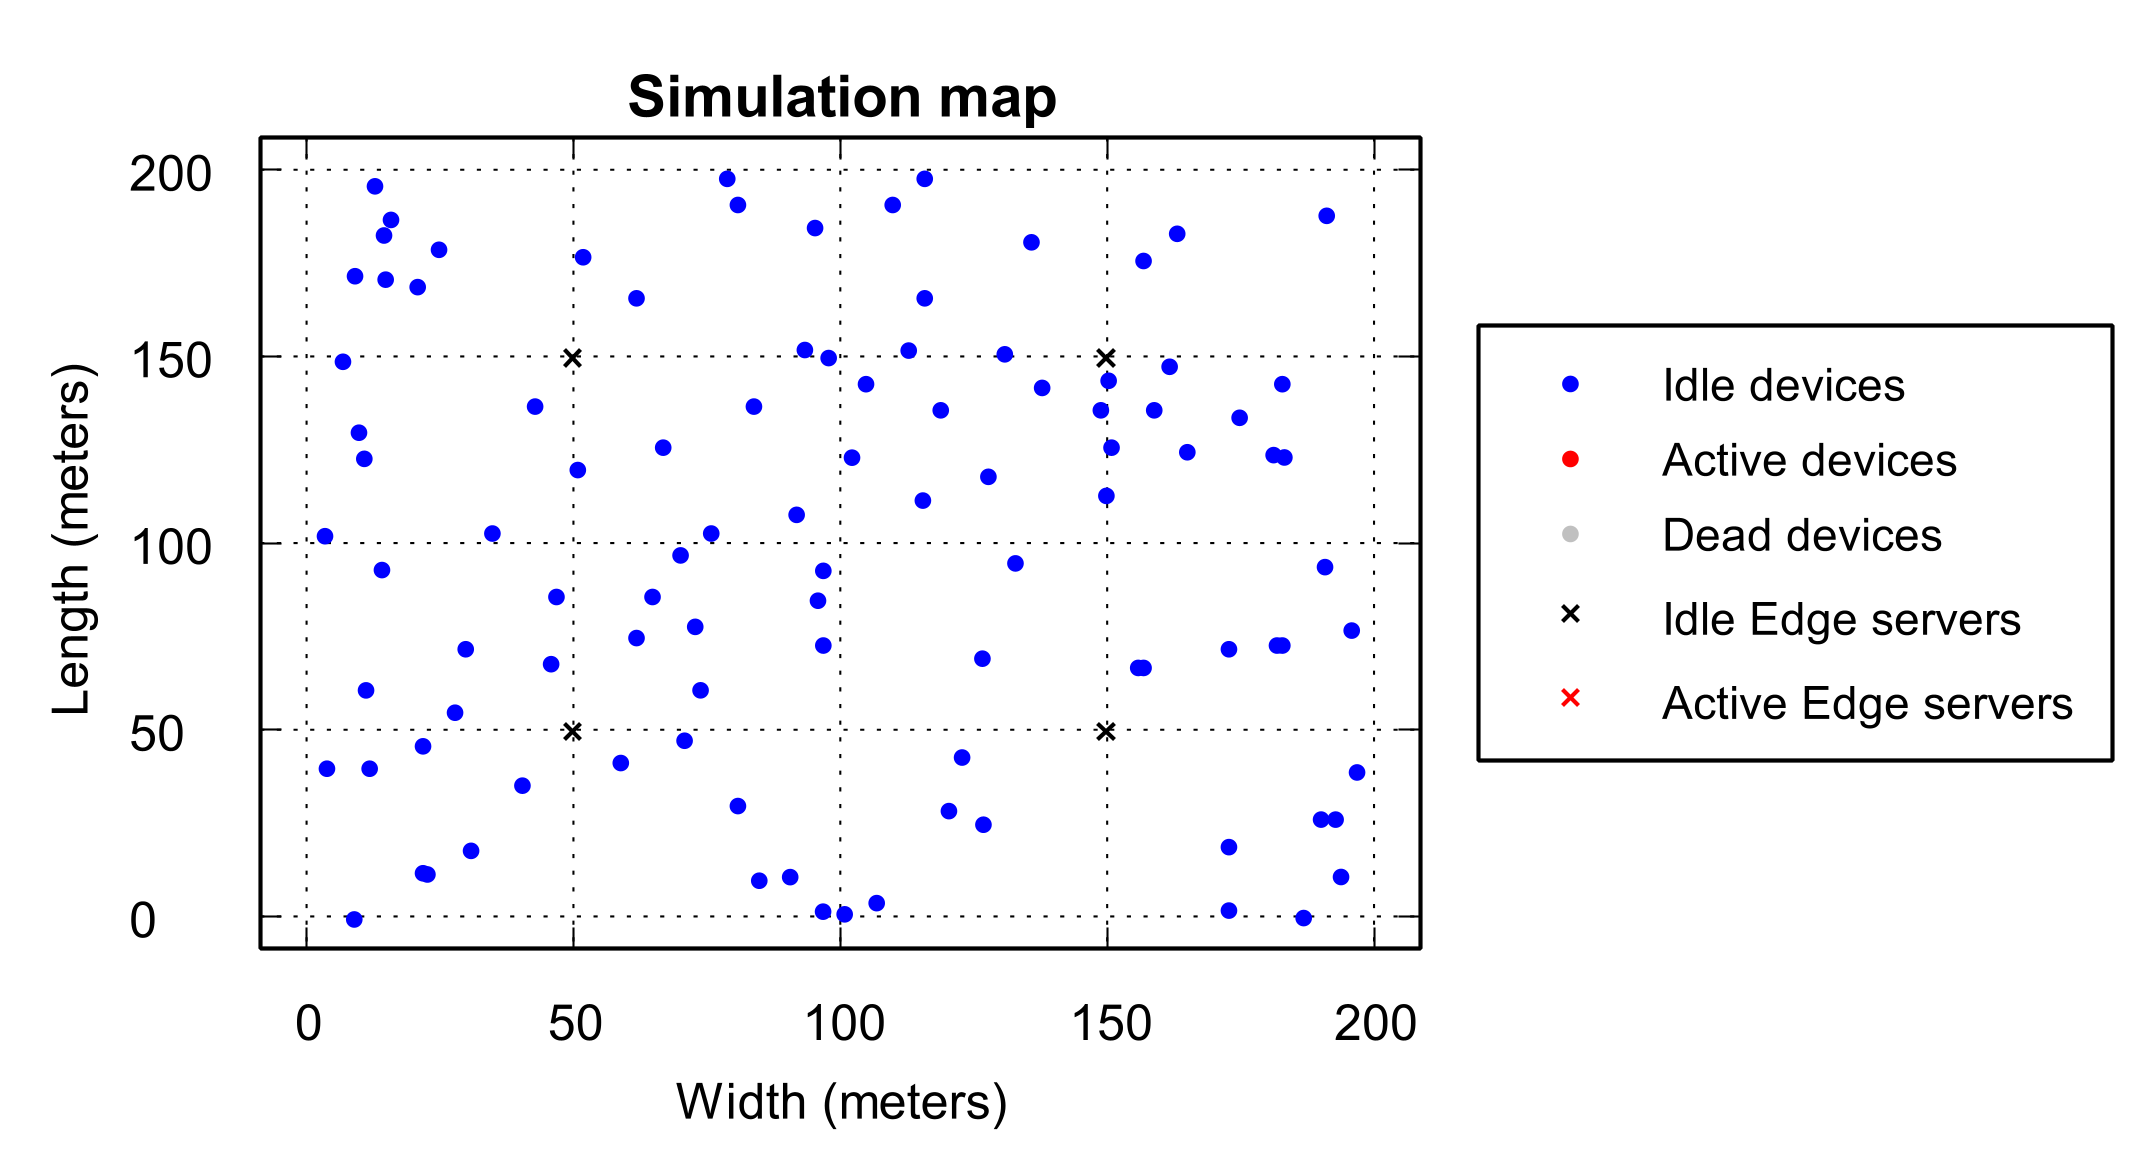 Simulation map
200
150
100
50
0
Length (meters)
0 50 100 150 200
Width (meters)
Idle devices
Active devices
Dead devices
Idle Edge servers
Active Edge servers